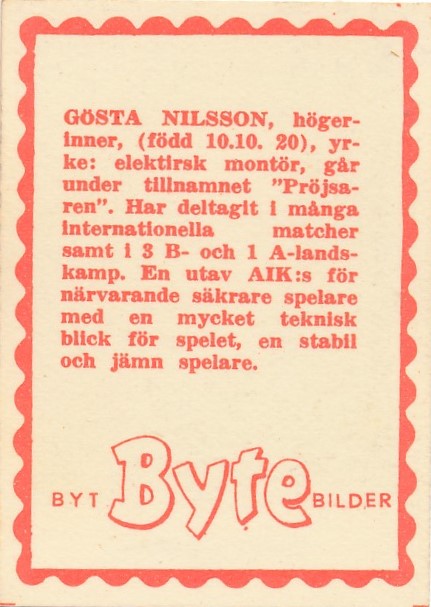 GÖSTA NILSSON, höger-
inner, (född 10.10. 20), yr-
ke: elektirsk montör, går
under tillnamnet "Pröjsa-
ren". Har deltagit i många
internationella matcher
samt i 3 B- och 1 A-lands-
kamp. En utav AIK:s för
närvarande säkrare spelare
med en mycket teknisk
blick för spelet, en stabil
och jämn spelare.
BYT Byte BILDER